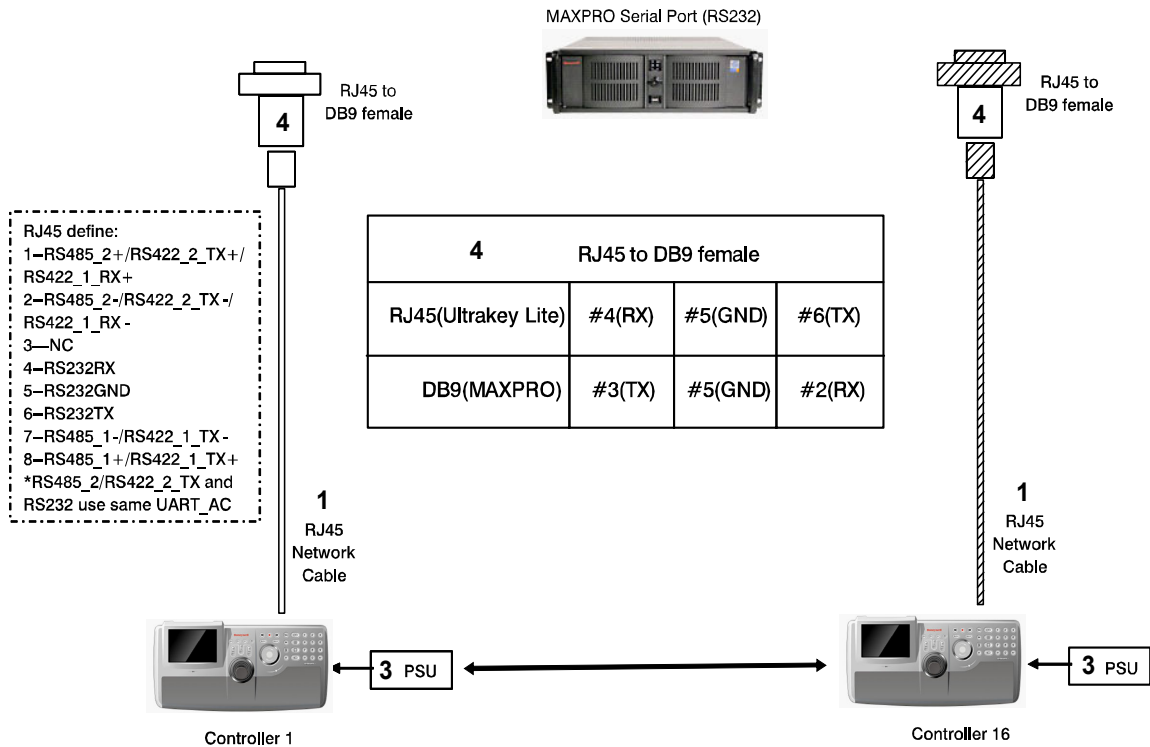 MAXPRO Serial Port (RS232)
RJ45 to
DB9 female
4
RJ45 to
DB9 female
4
RJ45 define:
1–RS485_2+/RS422_2_TX+/
RS422_1_RX+
2–RS485_2-/RS422_2_TX-/
RS422_1_RX-
3—NC
4–RS232RX
5–RS232GND
6–RS232TX
7–RS485_1-/RS422_1_TX-
8–RS485_1+/RS422_1_TX+
*RS485_2/RS422_2_TX and
RS232 use same UART_AC
4 RJ45 to DB9 female
RJ45(Ultrakey Lite) #4(RX) #5(GND) #6(TX)
DB9(MAXPRO) #3(TX) #5(GND) #2(RX)
1
RJ45
Network
Cable
1
RJ45
Network
Cable
3 PSU
3 PSU
Controller 1
Controller 16